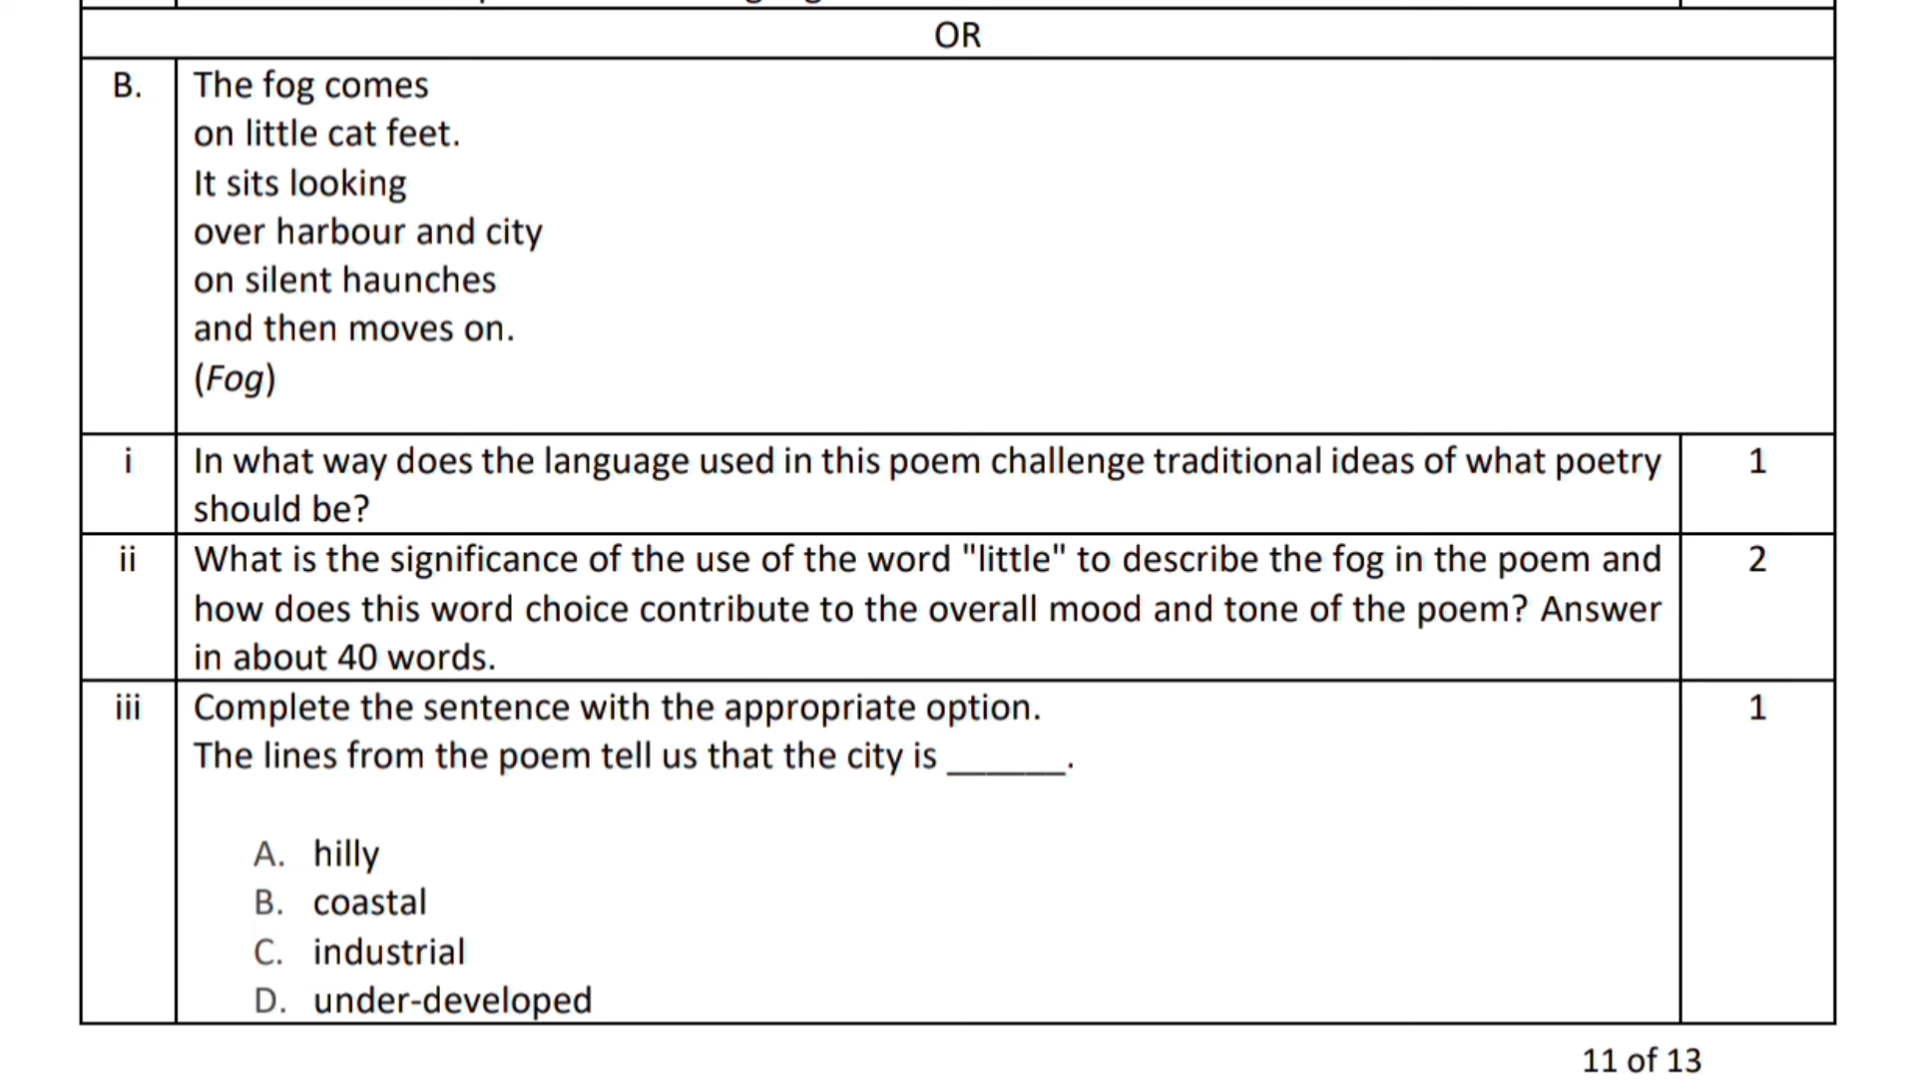 OR
B.
The fog comes
on little cat feet.
It sits looking
over harbour and city
on silent haunches
and then moves on.
(Fog)
i In what way does the language used in this poem challenge traditional ideas of what poetry 1
should be?
ii What is the significance of the use of the word "little" to describe the fog in the poem and 2
how does this word choice contribute to the overall mood and tone of the poem? Answer
in about 40 words.
iii Complete the sentence with the appropriate option. 1
The lines from the poem tell us that the city is ______.
A. hilly
B. coastal
C. industrial
D. under-developed
11 of 13